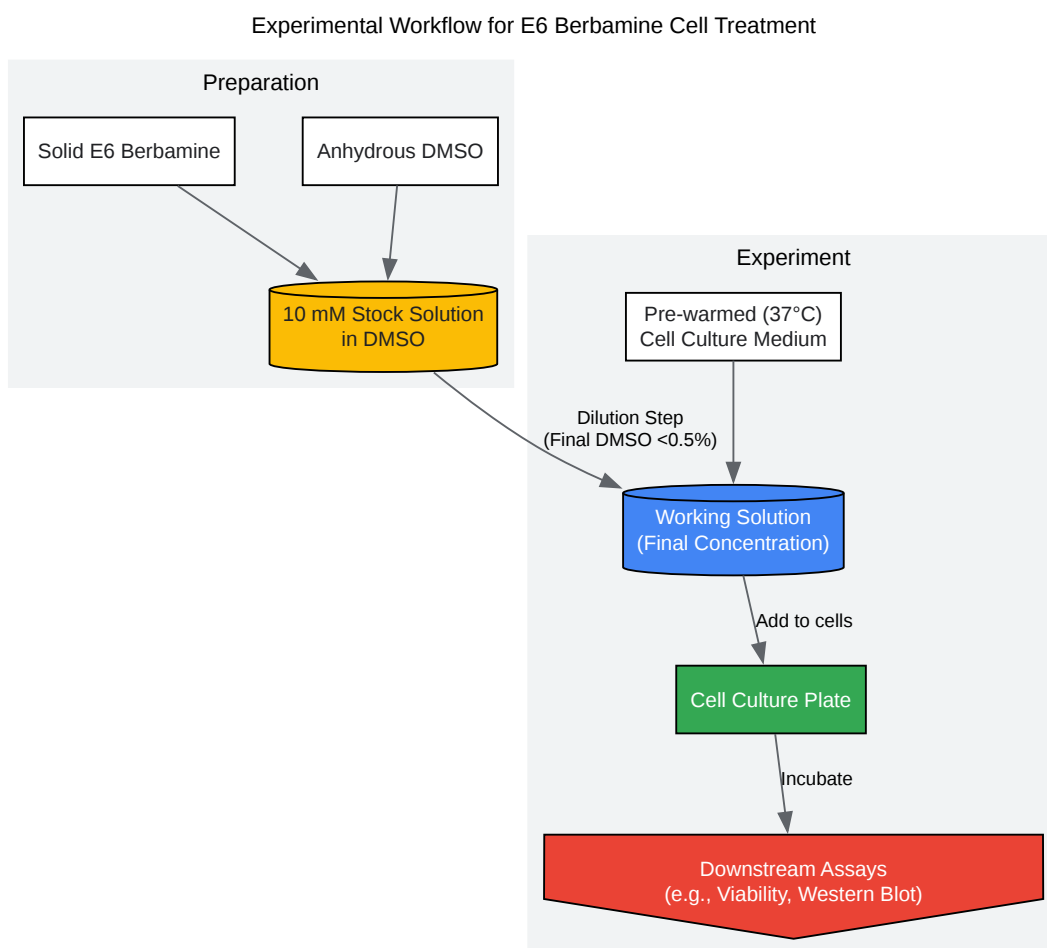 Experimental Workflow for E6 Berbamine Cell Treatment
Preparation
Solid E6 Berbamine
Anhydrous DMSO
10 mM Stock Solution
in DMSO
Experiment
Pre-warmed (37°C)
Cell Culture Medium
Dilution Step
(Final DMSO <0.5%)
Working Solution
(Final Concentration)
Add to cells
Cell Culture Plate
Incubate
Downstream Assays
(e.g., Viability, Western Blot)